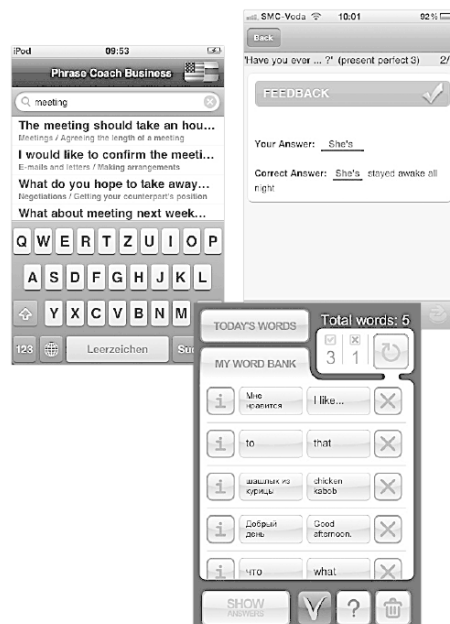 iPod 09:53
Phrase Coach Business
meeting
The meeting should take an hou...
Meetings / Agreeing the length of a meeting
I would like to confirm the meeti...
E-mails and letters / Making arrangements
What do you hope to take away...
Negotiations / Getting your counterpart's position
What about meeting next week...
Q W E R T Z U I O P
A S D F G H J K L
Y X C V B N M
123 Leerzeichen Su
SMC-Voda 10:01 92%
Back
'Have you ever ... ?' (present perfect 3) 2/
FEEDBACK
Your Answer: She's
Correct Answer: She's stayed awake all
night
TODAY'S WORDS
Total words: 5
3 1
MY WORD BANK
i Мне нравится I like...
i to that
i шашлык из курицы chicken kabob
i Добрый день Good afternoon.
i что what
SHOW
ANSWERS
?